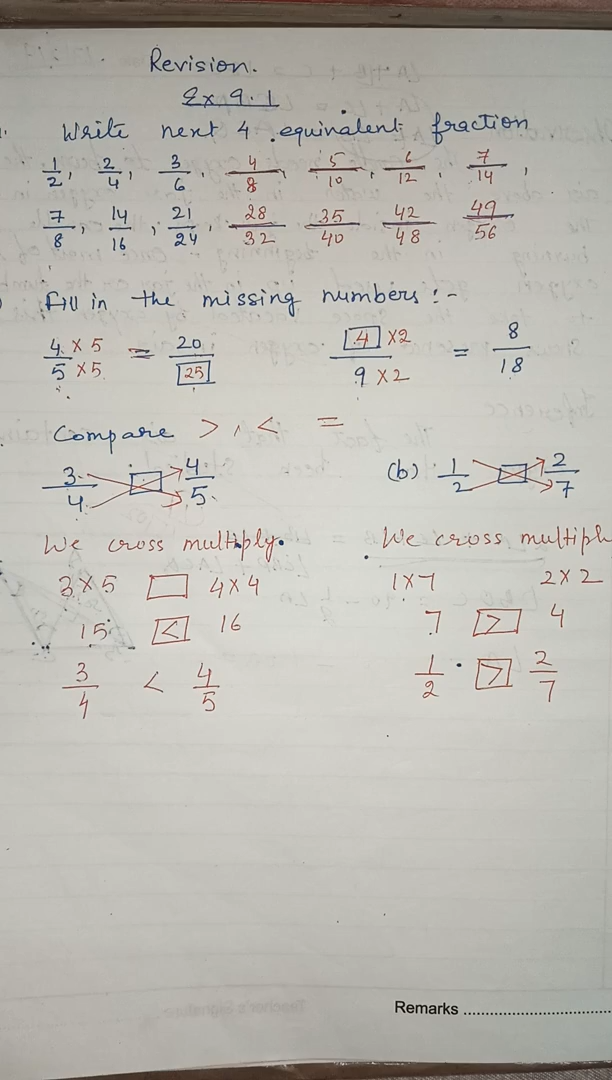 Revision.
Ex 9.1
Write next 4 equivalent fraction
1/2, 2/4, 3/6, 4/8, 5/10, 6/12, 7/14,
7/8, 14/16, 21/24, 28/32 35/40 42/48 49/56
Fill in the missing numbers :-
4 × 5 / 5 × 5 = 20/25 4 ×2 / 9 ×2 = 8/18
Compare >, < =
3/4 4/5 (b) 1/2 2/7
We cross multiply. We cross multipl
3×5 4×4 1×7 2×2
15 < 16 7 > 4
3/4 < 4/5 1/2 > 2/7
Remarks